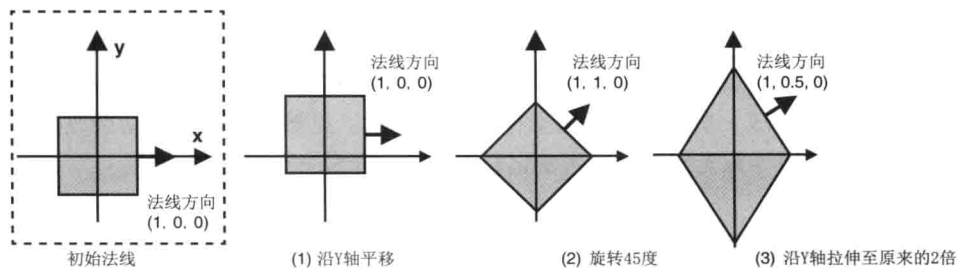 y
x
法线方向
(1, 0, 0)
初始法线
法线方向
(1, 0, 0)
(1) 沿Y轴平移
法线方向
(1, 1, 0)
(2) 旋转45度
法线方向
(1, 0.5, 0)
(3) 沿Y轴拉伸至原来的2倍